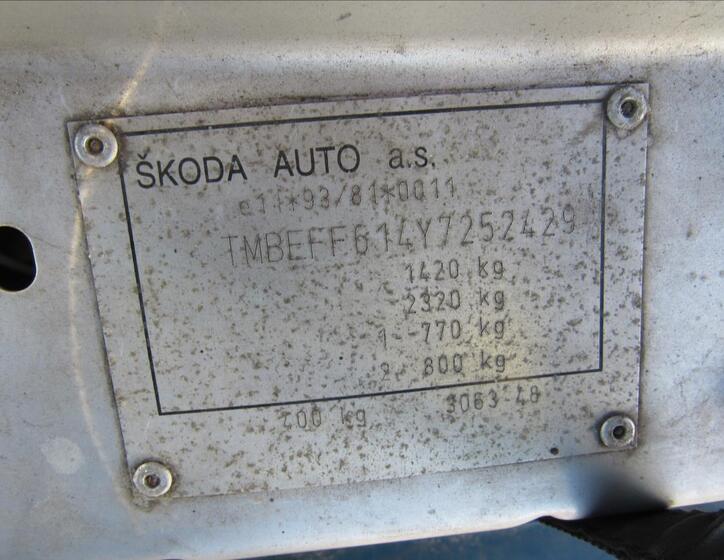 ŠKODA AUTO a.s.
e11*93/81*0011
TMBEFF614Y7252429
1420 kg
2320 kg
1- 770 kg
2- 800 kg
400 kg 3063 48